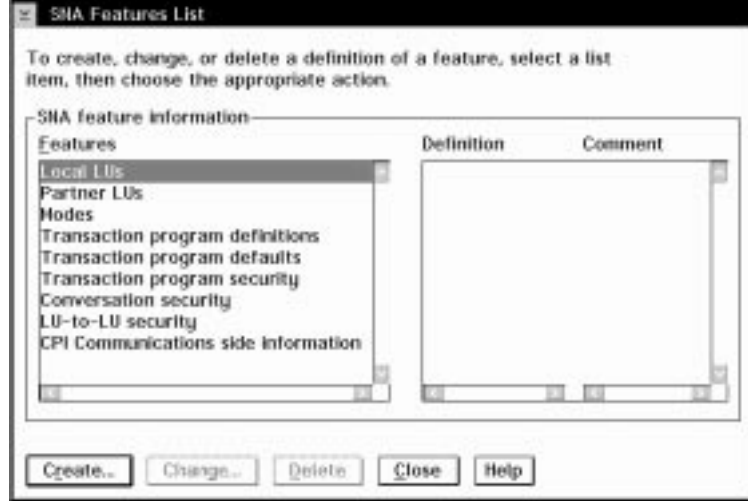 SNA Features List
To create, change, or delete a definition of a feature, select a list
item, then choose the appropriate action.
SNA feature information
Features Definition Comment
Local LUs
Partner LUs
Modes
Transaction program definitions
Transaction program defaults
Transaction program security
Conversation security
LU-to-LU security
CPI Communications side information
Create... Change... Delete Close Help